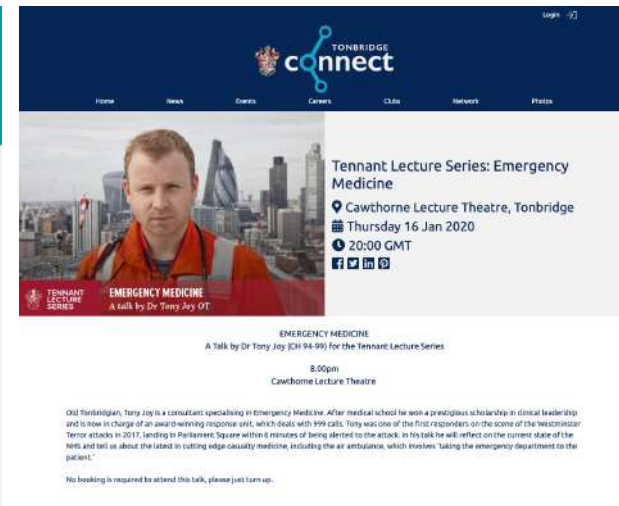 Login
TONBRIDGE
connect
Home News Events Careers Clubs Network Photos
Tennant Lecture Series: Emergency
Medicine
Cawthorne Lecture Theatre, Tonbridge
Thursday 16 Jan 2020
20:00 GMT
TENNANT
LECTURE
SERIES
EMERGENCY MEDICINE
A talk by Dr Tony Joy OT
EMERGENCY MEDICINE
A Talk by Dr Tony Joy (CH 94-99) for the Tennant Lecture Series
8.00pm
Cawthorne Lecture Theatre
Old Tonbridgian, Tony Joy is a consultant specialising in Emergency Medicine. After medical school he won a prestigious scholarship in clinical leadership
and is now in charge of an award-winning response unit, which deals with 999 calls. Tony was one of the first responders on the scene of the Westminster
Terror attacks in 2017, landing in Parliament Square within 6 minutes of being alerted to the attack. In his talk he will reflect on the current state of the
NHS and tell us about the latest in cutting edge casualty medicine, including the air ambulance, which involves 'taking the emergency department to the
patient.'
No booking is required to attend this talk, please just turn up.